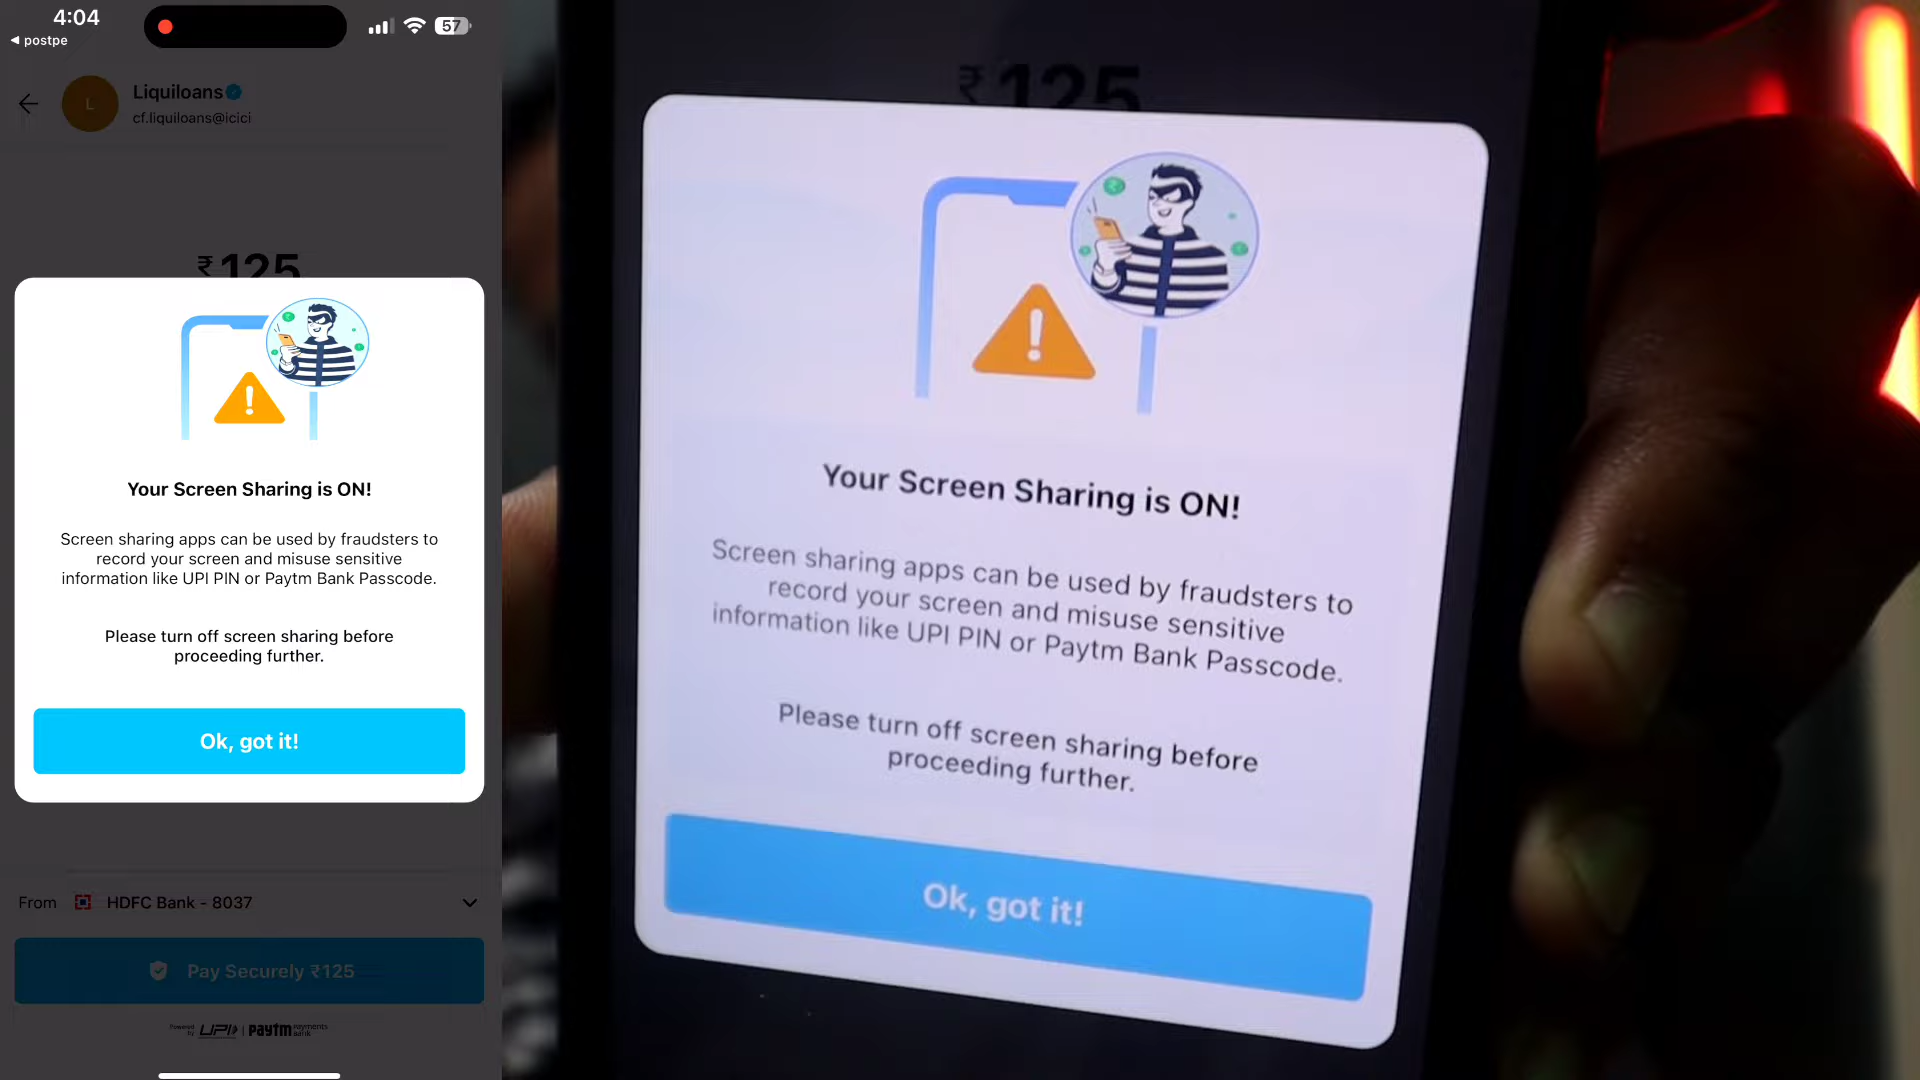 4:04
57
◀ postpe
L
Liquiloans
cf.liquiloans@icici
₹125
Your Screen Sharing is ON!
Screen sharing apps can be used by fraudsters to
record your screen and misuse sensitive
information like UPI PIN or Paytm Bank Passcode.
Please turn off screen sharing before
proceeding further.
Ok, got it!
From HDFC Bank - 8037
Pay Securely ₹125
Powered by UPI | paytm payments bank
₹125
Your Screen Sharing is ON!
Screen sharing apps can be used by fraudsters to
record your screen and misuse sensitive
information like UPI PIN or Paytm Bank Passcode.
Please turn off screen sharing before
proceeding further.
Ok, got it!